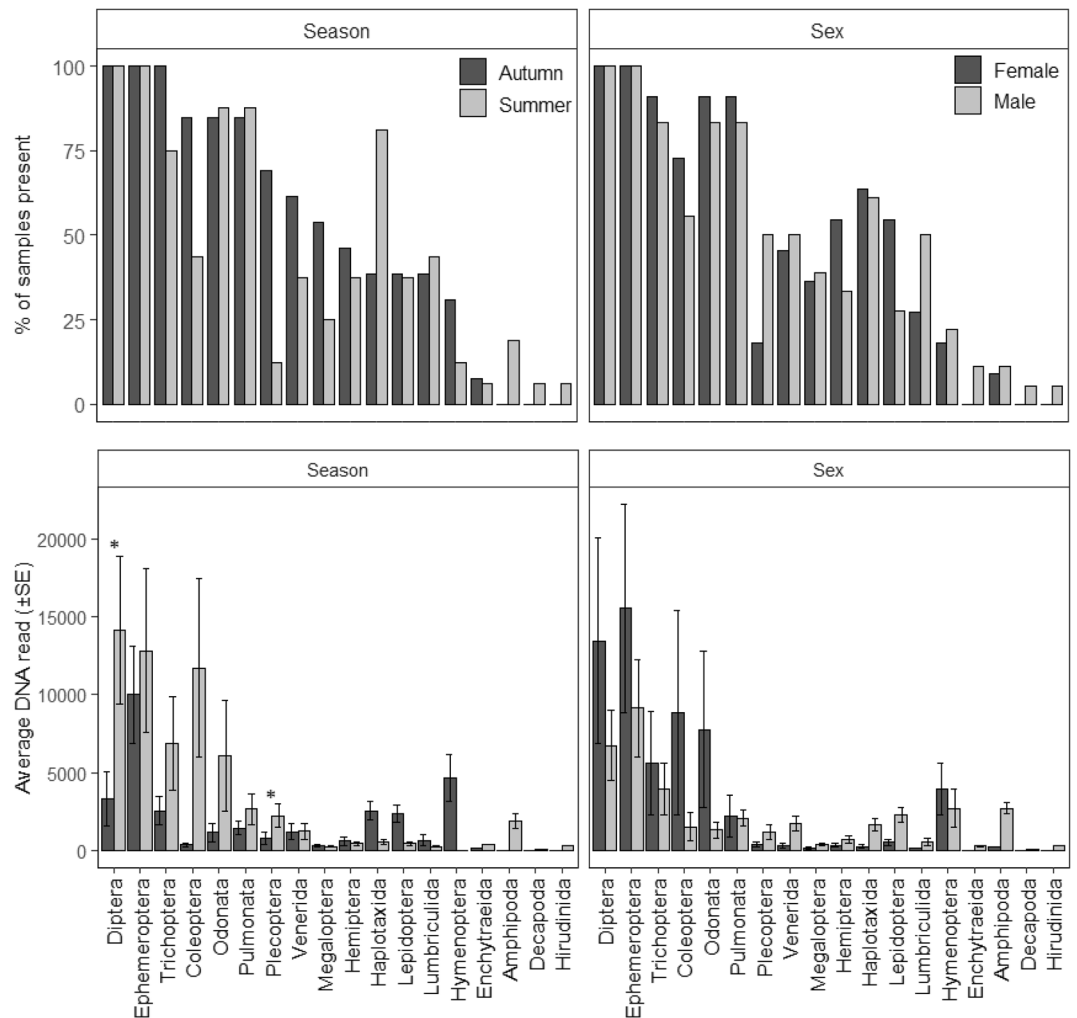 Season
Sex
% of samples present
100
75
50
25
0
Autumn
Summer
Female
Male
Season
Sex
Average DNA read (±SE)
20000
15000
10000
5000
0
*
*
Diptera
Ephemeroptera
Trichoptera
Coleoptera
Odonata
Pulmonata
Plecoptera
Venerida
Megaloptera
Hemiptera
Haplotaxida
Lepidoptera
Lumbriculida
Hymenoptera
Enchytraeida
Amphipoda
Decapoda
Hirudinida
Diptera
Ephemeroptera
Trichoptera
Coleoptera
Odonata
Pulmonata
Plecoptera
Venerida
Megaloptera
Hemiptera
Haplotaxida
Lepidoptera
Lumbriculid
Hymenoptera
Enchytraeida
Amphipoda
Decapoda
Hirudinida